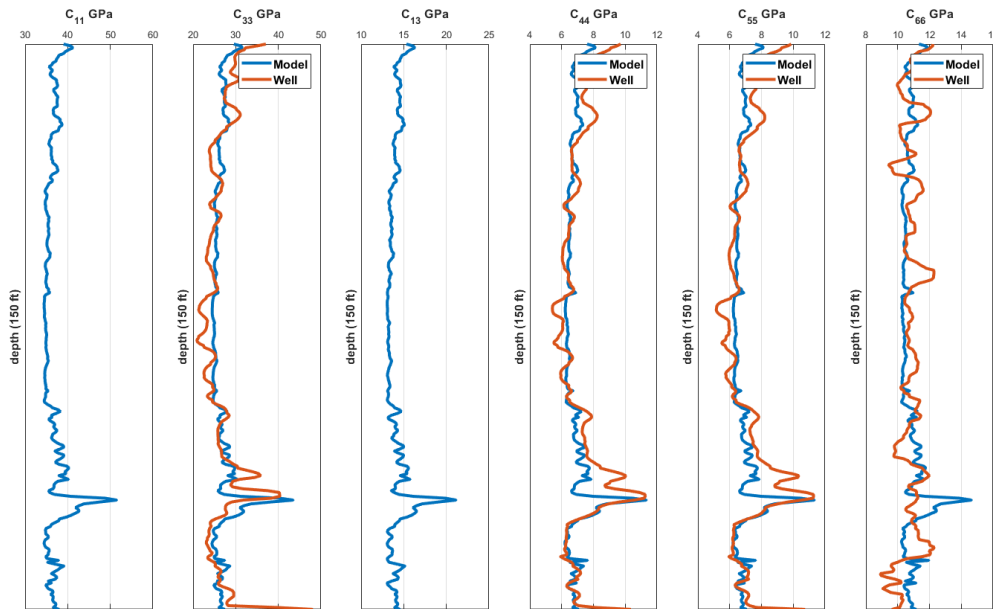 C11 GPa
C33 GPa
C13 GPa
C44 GPa
C55 GPa
C66 GPa
30 40 50 60
20 30 40 50
10 15 20 25
4 6 8 10 12
4 6 8 10 12
8 10 12 14 1
Model
Well
Model
Well
Model
Well
Model
Well
depth (150 ft)
depth (150 ft)
depth (150 ft)
depth (150 ft)
depth (150 ft)
depth (150 ft)